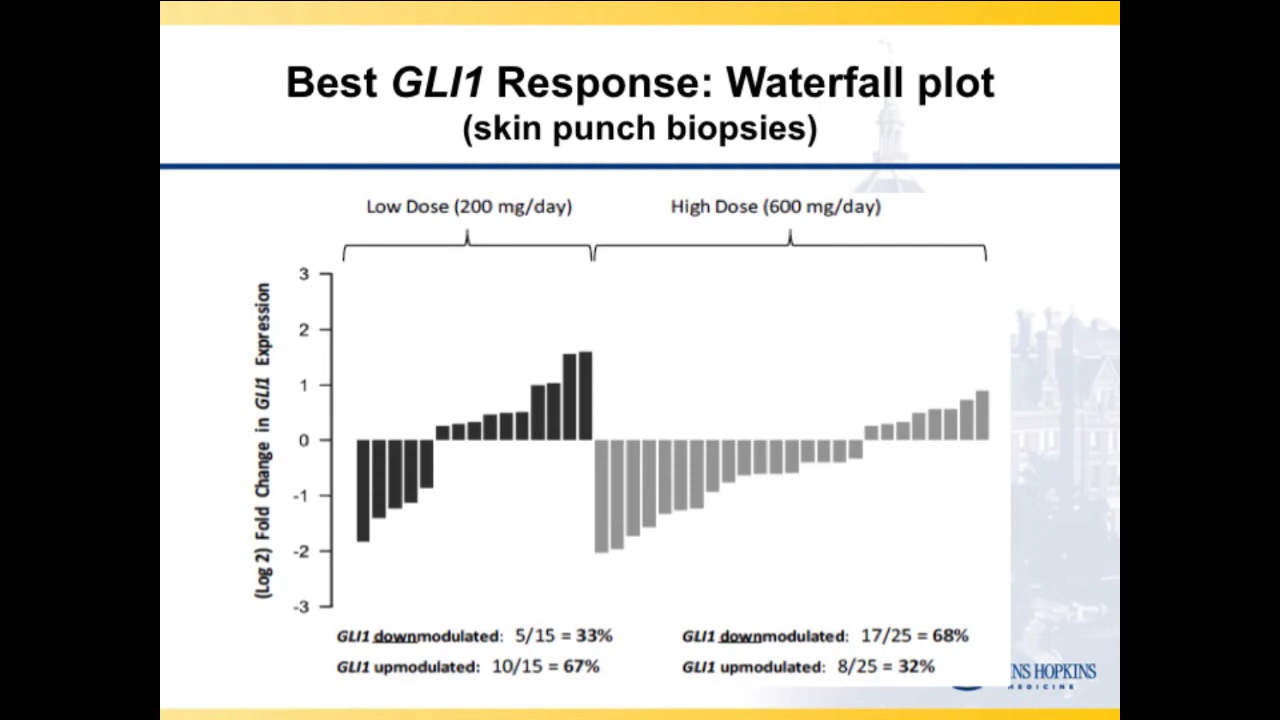 Best GLI1 Response: Waterfall plot
(skin punch biopsies)
Low Dose (200 mg/day)
High Dose (600 mg/day)
(Log 2) Fold Change in GLI1 Expression
3
2
1
0
-1
-2
-3
GLI1 downmodulated: 5/15 = 33%
GLI1 upmodulated: 10/15 = 67%
GLI1 downmodulated: 17/25 = 68%
GLI1 upmodulated: 8/25 = 32%
NS HOPKINS
MEDICINE